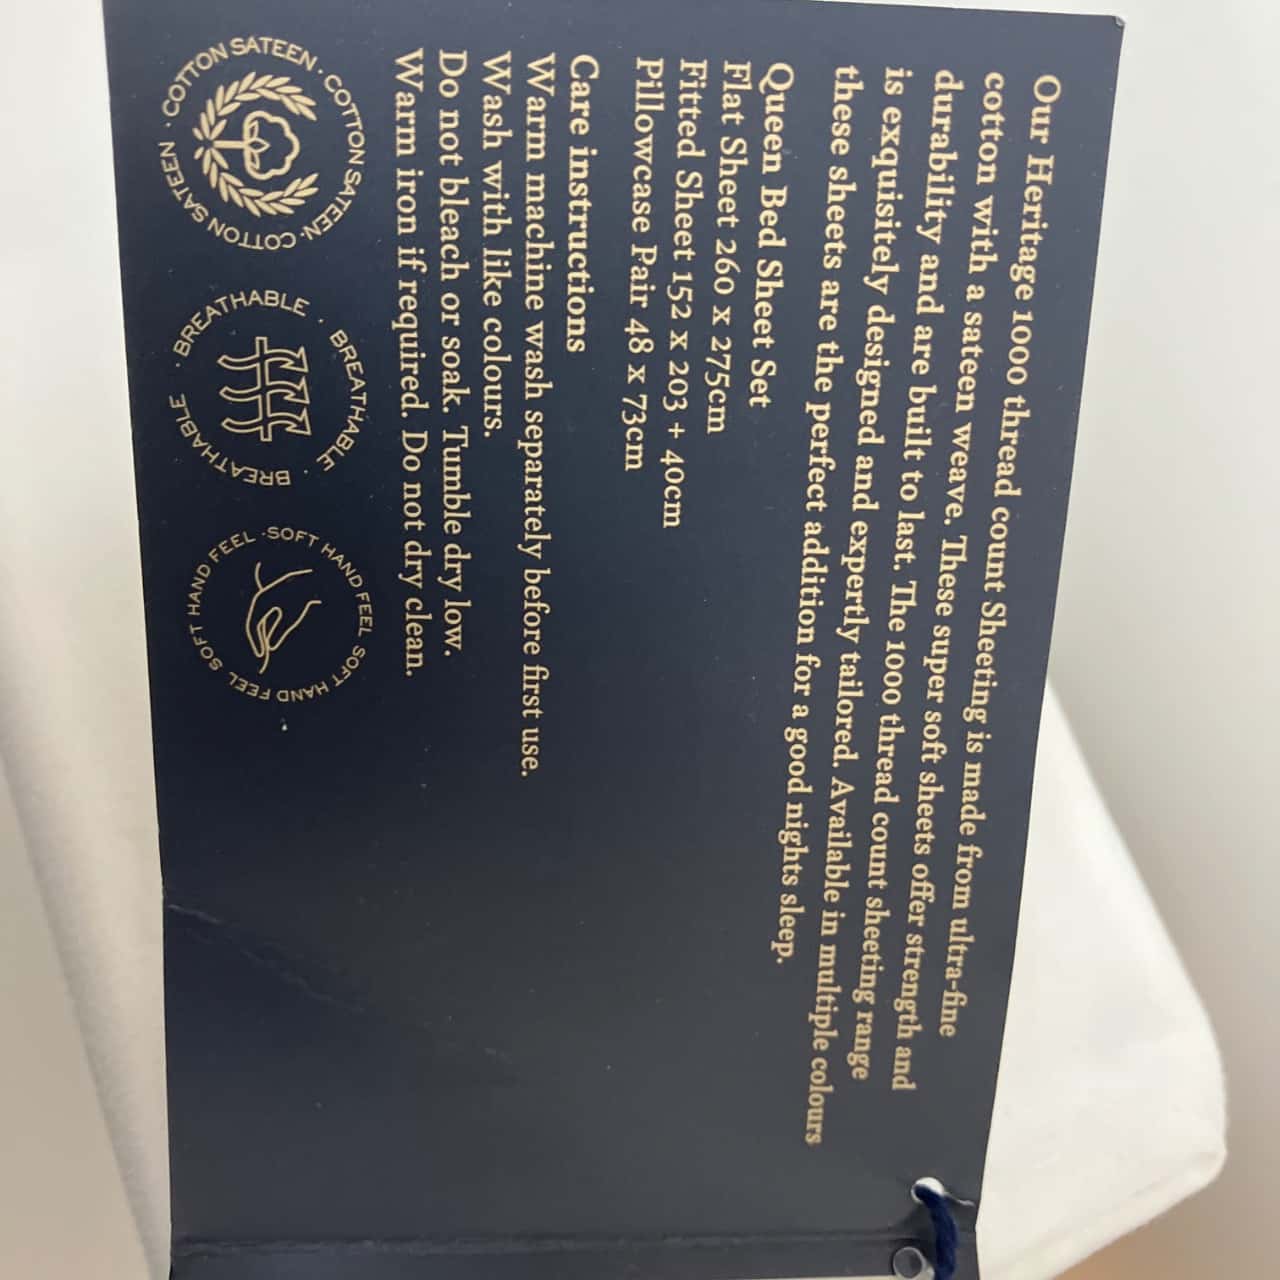 Our Heritage 1000 thread count Sheeting is made from ultra-fine
cotton with a sateen weave. These super soft sheets offer strength and
durability and are built to last. The 1000 thread count sheeting range
is exquisitely designed and expertly tailored. Available in multiple colours
these sheets are the perfect addition for a good nights sleep.
Queen Bed Sheet Set
Flat Sheet 260 x 275cm
Fitted Sheet 152 x 203 + 40cm
Pillowcase Pair 48 x 73cm
Care instructions
Warm machine wash separately before first use.
Wash with like colours.
Do not bleach or soak. Tumble dry low.
Warm iron if required. Do not dry clean.
COTTON SATEEN · COTTON SATEEN · COTTON SATEEN ·
BREATHABLE · BREATHABLE · BREATHABLE ·
SOFT HAND FEEL · SOFT HAND FEEL SOFT HAND FEEL SOFT HAND FEEL